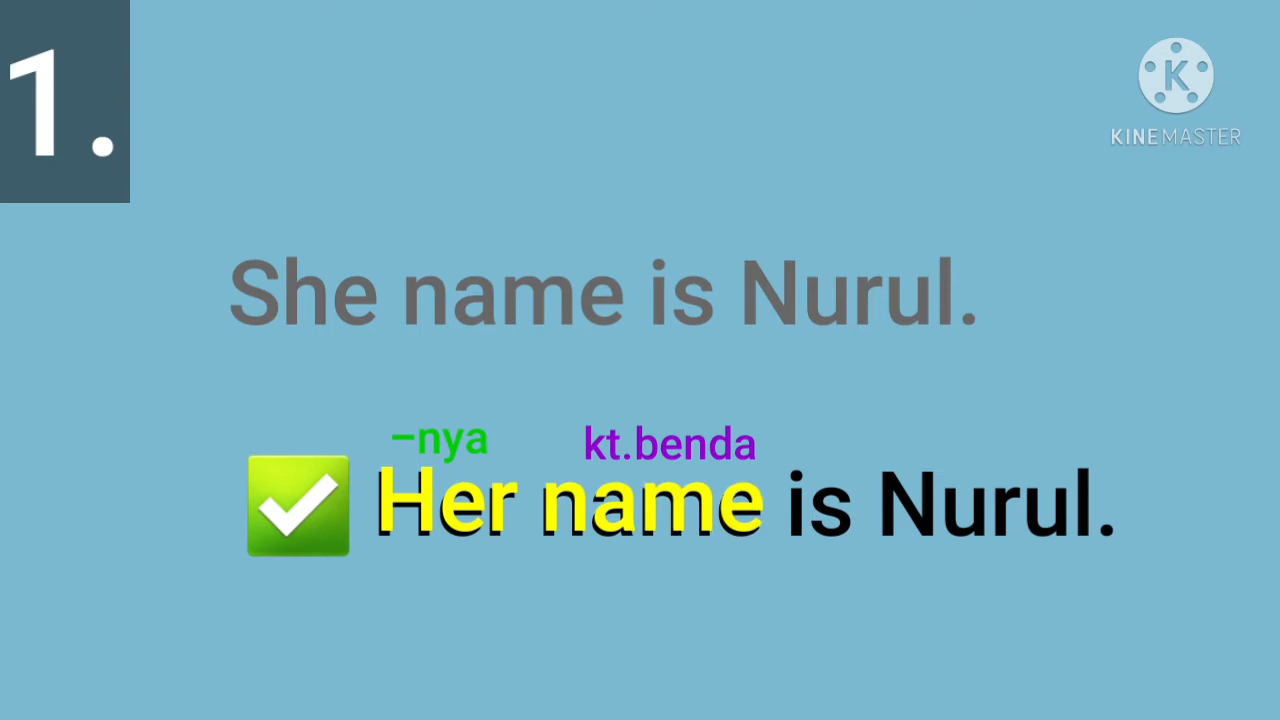 1.
KINEMASTER
She name is Nurul.
–nya kt.benda
Her name is Nurul.